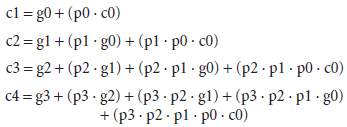 c1 = g0 + (p0 · c0)
c2 = g1 + (p1 · g0) + (p1 · p0 · c0)
c3 = g2 + (p2 · g1) + (p2 · p1 · g0) + (p2 · p1 · p0 · c0)
c4 = g3 + (p3 · g2) + (p3 · p2 · g1) + (p3 · p2 · p1 · g0)
+ (p3 · p2 · p1 · p0 · c0)